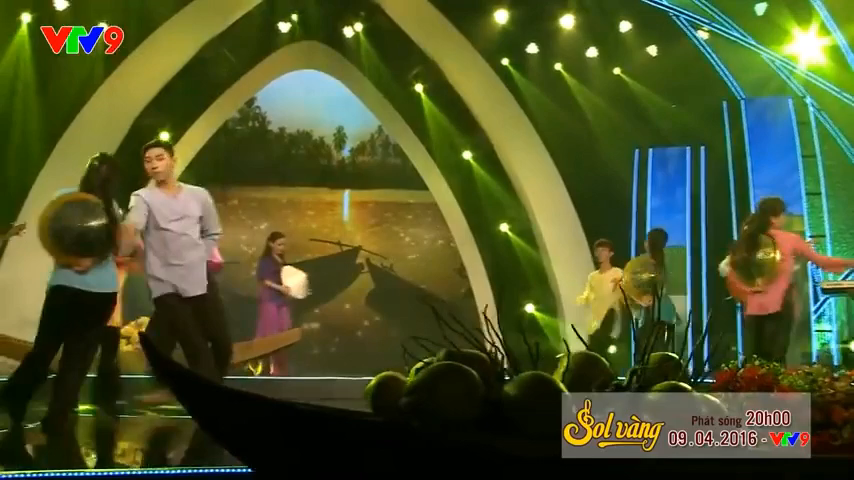 VTV9
Sol vàng
Phát sóng 20h00
09.04.2016 - VTV9